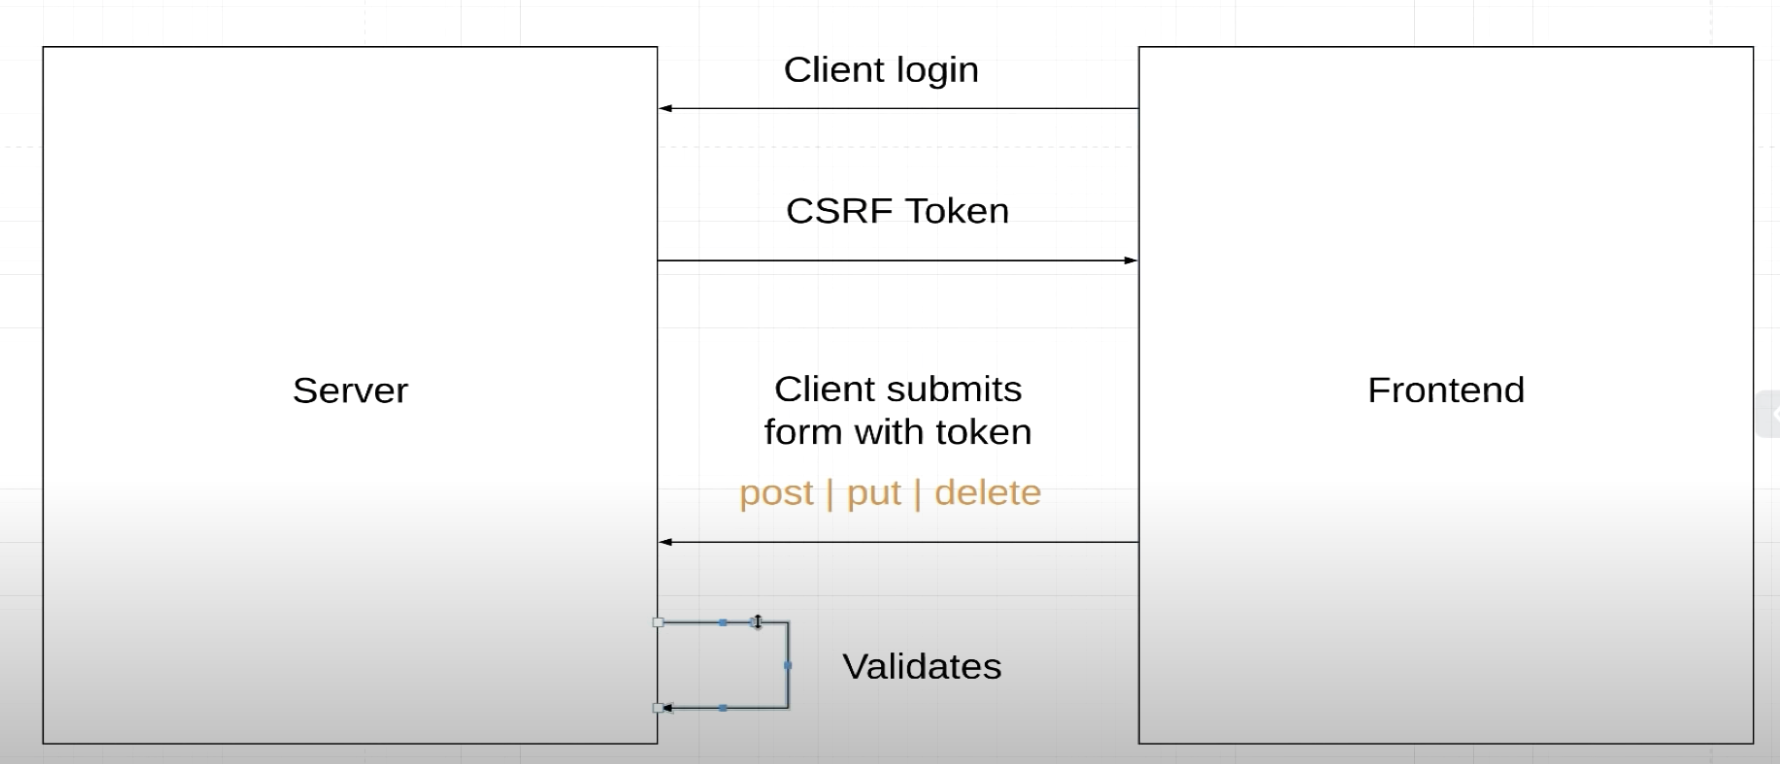 Client login
CSRF Token
Server
Client submits
form with token
Frontend
post | put | delete
Validates